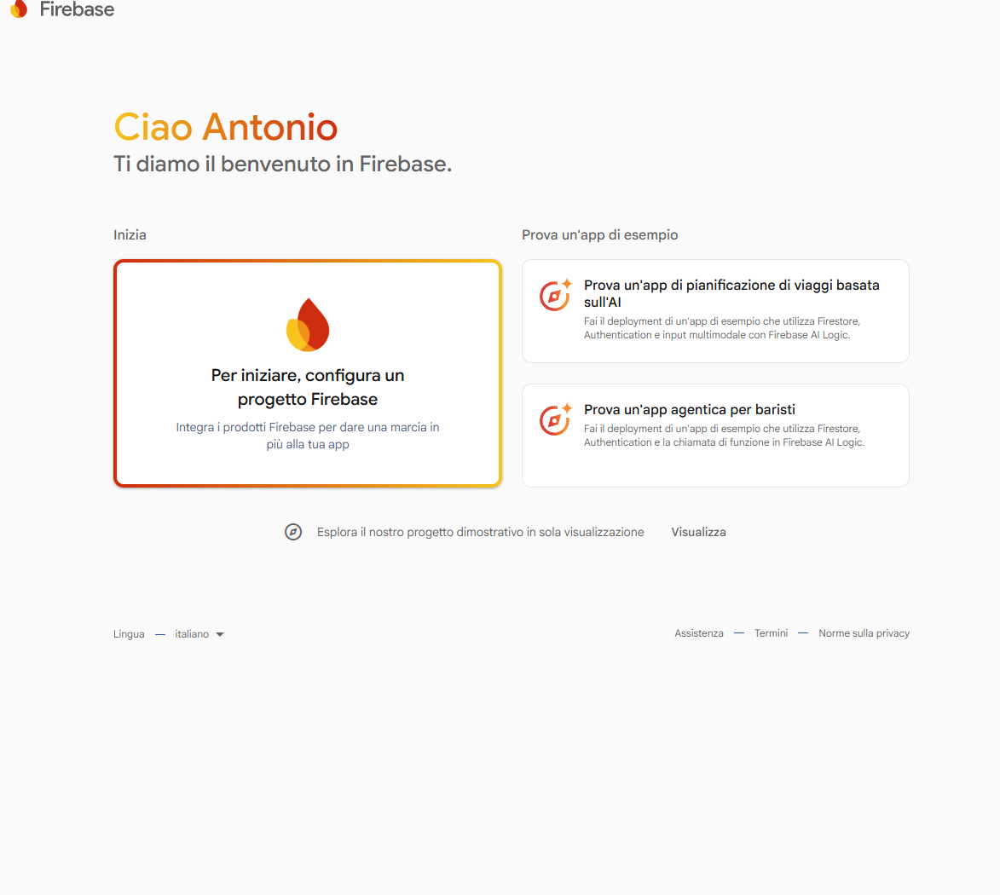 Firebase
Ciao Antonio
Ti diamo il benvenuto in Firebase.
Inizia
Per iniziare, configura un
progetto Firebase
Integra i prodotti Firebase per dare una marcia in
più alla tua app
Prova un'app di esempio
Prova un'app di pianificazione di viaggi basata
sull'AI
Fai il deployment di un'app di esempio che utilizza Firestore,
Authentication e input multimodale con Firebase AI Logic.
Prova un'app agentica per baristi
Fai il deployment di un'app di esempio che utilizza Firestore,
Authentication e la chiamata di funzione in Firebase AI Logic.
Esplora il nostro progetto dimostrativo in sola visualizzazione Visualizza
Lingua — italiano
Assistenza — Termini — Norme sulla privacy